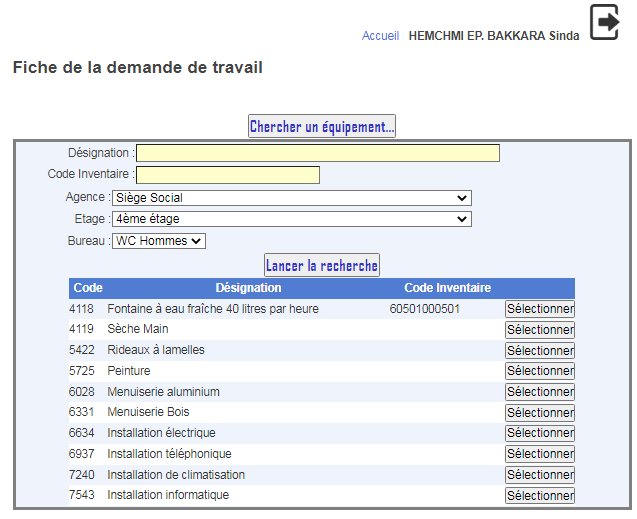 Accueil HEMCHMI EP. BAKKARA Sinda
Fiche de la demande de travail
Chercher un équipement...
Désignation :
Code Inventaire :
Agence : Siège Social
Etage : 4ème étage
Bureau : WC Hommes
Lancer la recherche
Code Désignation Code Inventaire
4118 Fontaine à eau fraîche 40 litres par heure 60501000501 Sélectionner
4119 Sèche Main Sélectionner
5422 Rideaux à lamelles Sélectionner
5725 Peinture Sélectionner
6028 Menuiserie aluminium Sélectionner
6331 Menuiserie Bois Sélectionner
6634 Installation électrique Sélectionner
6937 Installation téléphonique Sélectionner
7240 Installation de climatisation Sélectionner
7543 Installation informatique Sélectionner